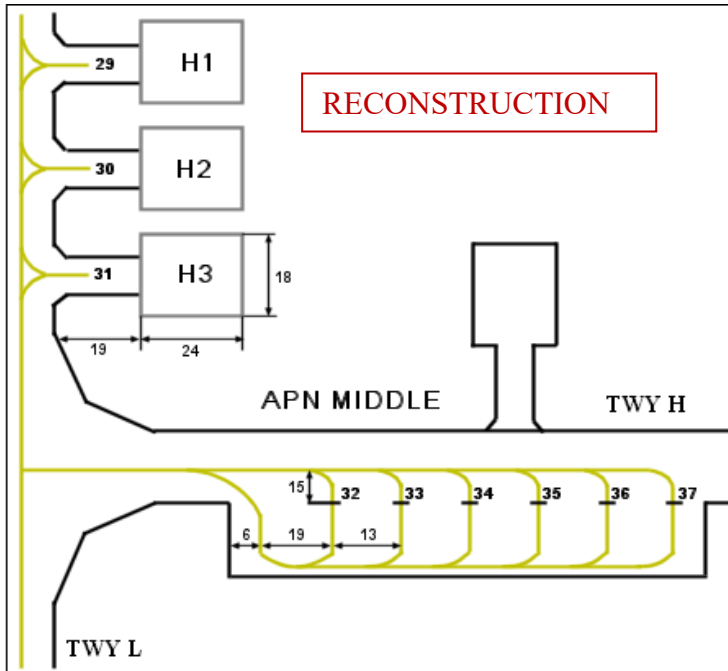 29
H1
RECONSTRUCTION
30
H2
31
H3
18
19
24
APN MIDDLE
TWY H
15
32
33
34
35
36
37
6
19
13
TWY L